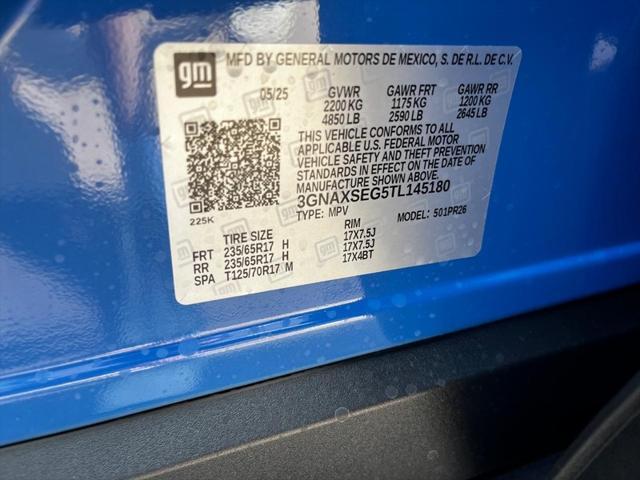 gm
MFD BY GENERAL MOTORS DE MEXICO, S. DE R.L. DE C.V.
05/25 GVWR GAWR FRT GAWR RR
2200 KG 1175 KG 1200 KG
4850 LB 2590 LB 2645 LB
THIS VEHICLE CONFORMS TO ALL
APPLICABLE U.S. FEDERAL MOTOR
VEHICLE SAFETY AND THEFT PREVENTION
STANDARDS IN EFFECT ON THE DATE OF
MANUFACTURE SHOWN ABOVE.
3GNAXSEG5TL145180
225K TYPE: MPV MODEL: 501PR26
TIRE SIZE RIM
FRT 235/65R17 H 17X7.5J
RR 235/65R17 H 17X7.5J
SPA T125/70R17 M 17X4BT